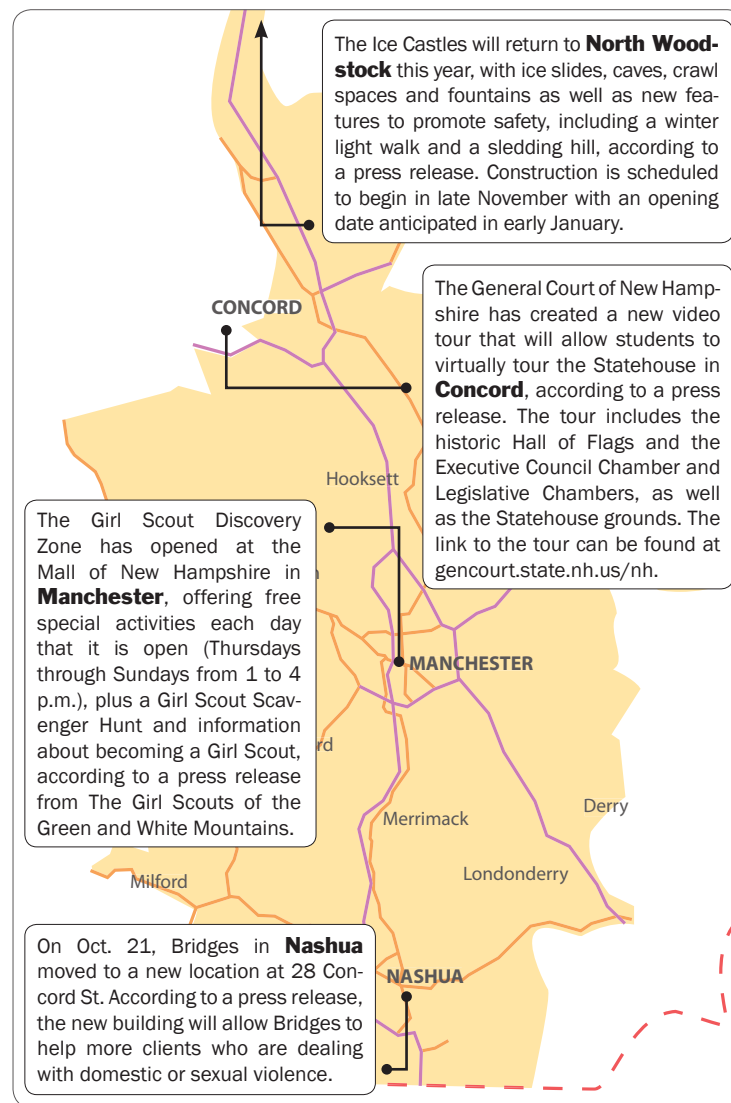 The Ice Castles will return to North Wood-
stock this year, with ice slides, caves, crawl
spaces and fountains as well as new fea-
tures to promote safety, including a winter
light walk and a sledding hill, according to
a press release. Construction is scheduled
to begin in late November with an opening
date anticipated in early January.
CONCORD
The General Court of New Hamp-
shire has created a new video
tour that will allow students to
virtually tour the Statehouse in
Concord, according to a press
release. The tour includes the
historic Hall of Flags and the
Executive Council Chamber and
Legislative Chambers, as well
as the Statehouse grounds. The
link to the tour can be found at
gencourt.state.nh.us/nh.
Hooksett
The Girl Scout Discovery
Zone has opened at the
Mall of New Hampshire in
Manchester, offering free
special activities each day
that it is open (Thursdays
through Sundays from 1 to 4
p.m.), plus a Girl Scout Scav-
enger Hunt and information
about becoming a Girl Scout,
according to a press release
from The Girl Scouts of the
Green and White Mountains.
MANCHESTER
rd
Merrimack
Derry
Londonderry
Milford
On Oct. 21, Bridges in Nashua
moved to a new location at 28 Con-
cord St. According to a press release,
the new building will allow Bridges to
help more clients who are dealing
with domestic or sexual violence.
NASHUA